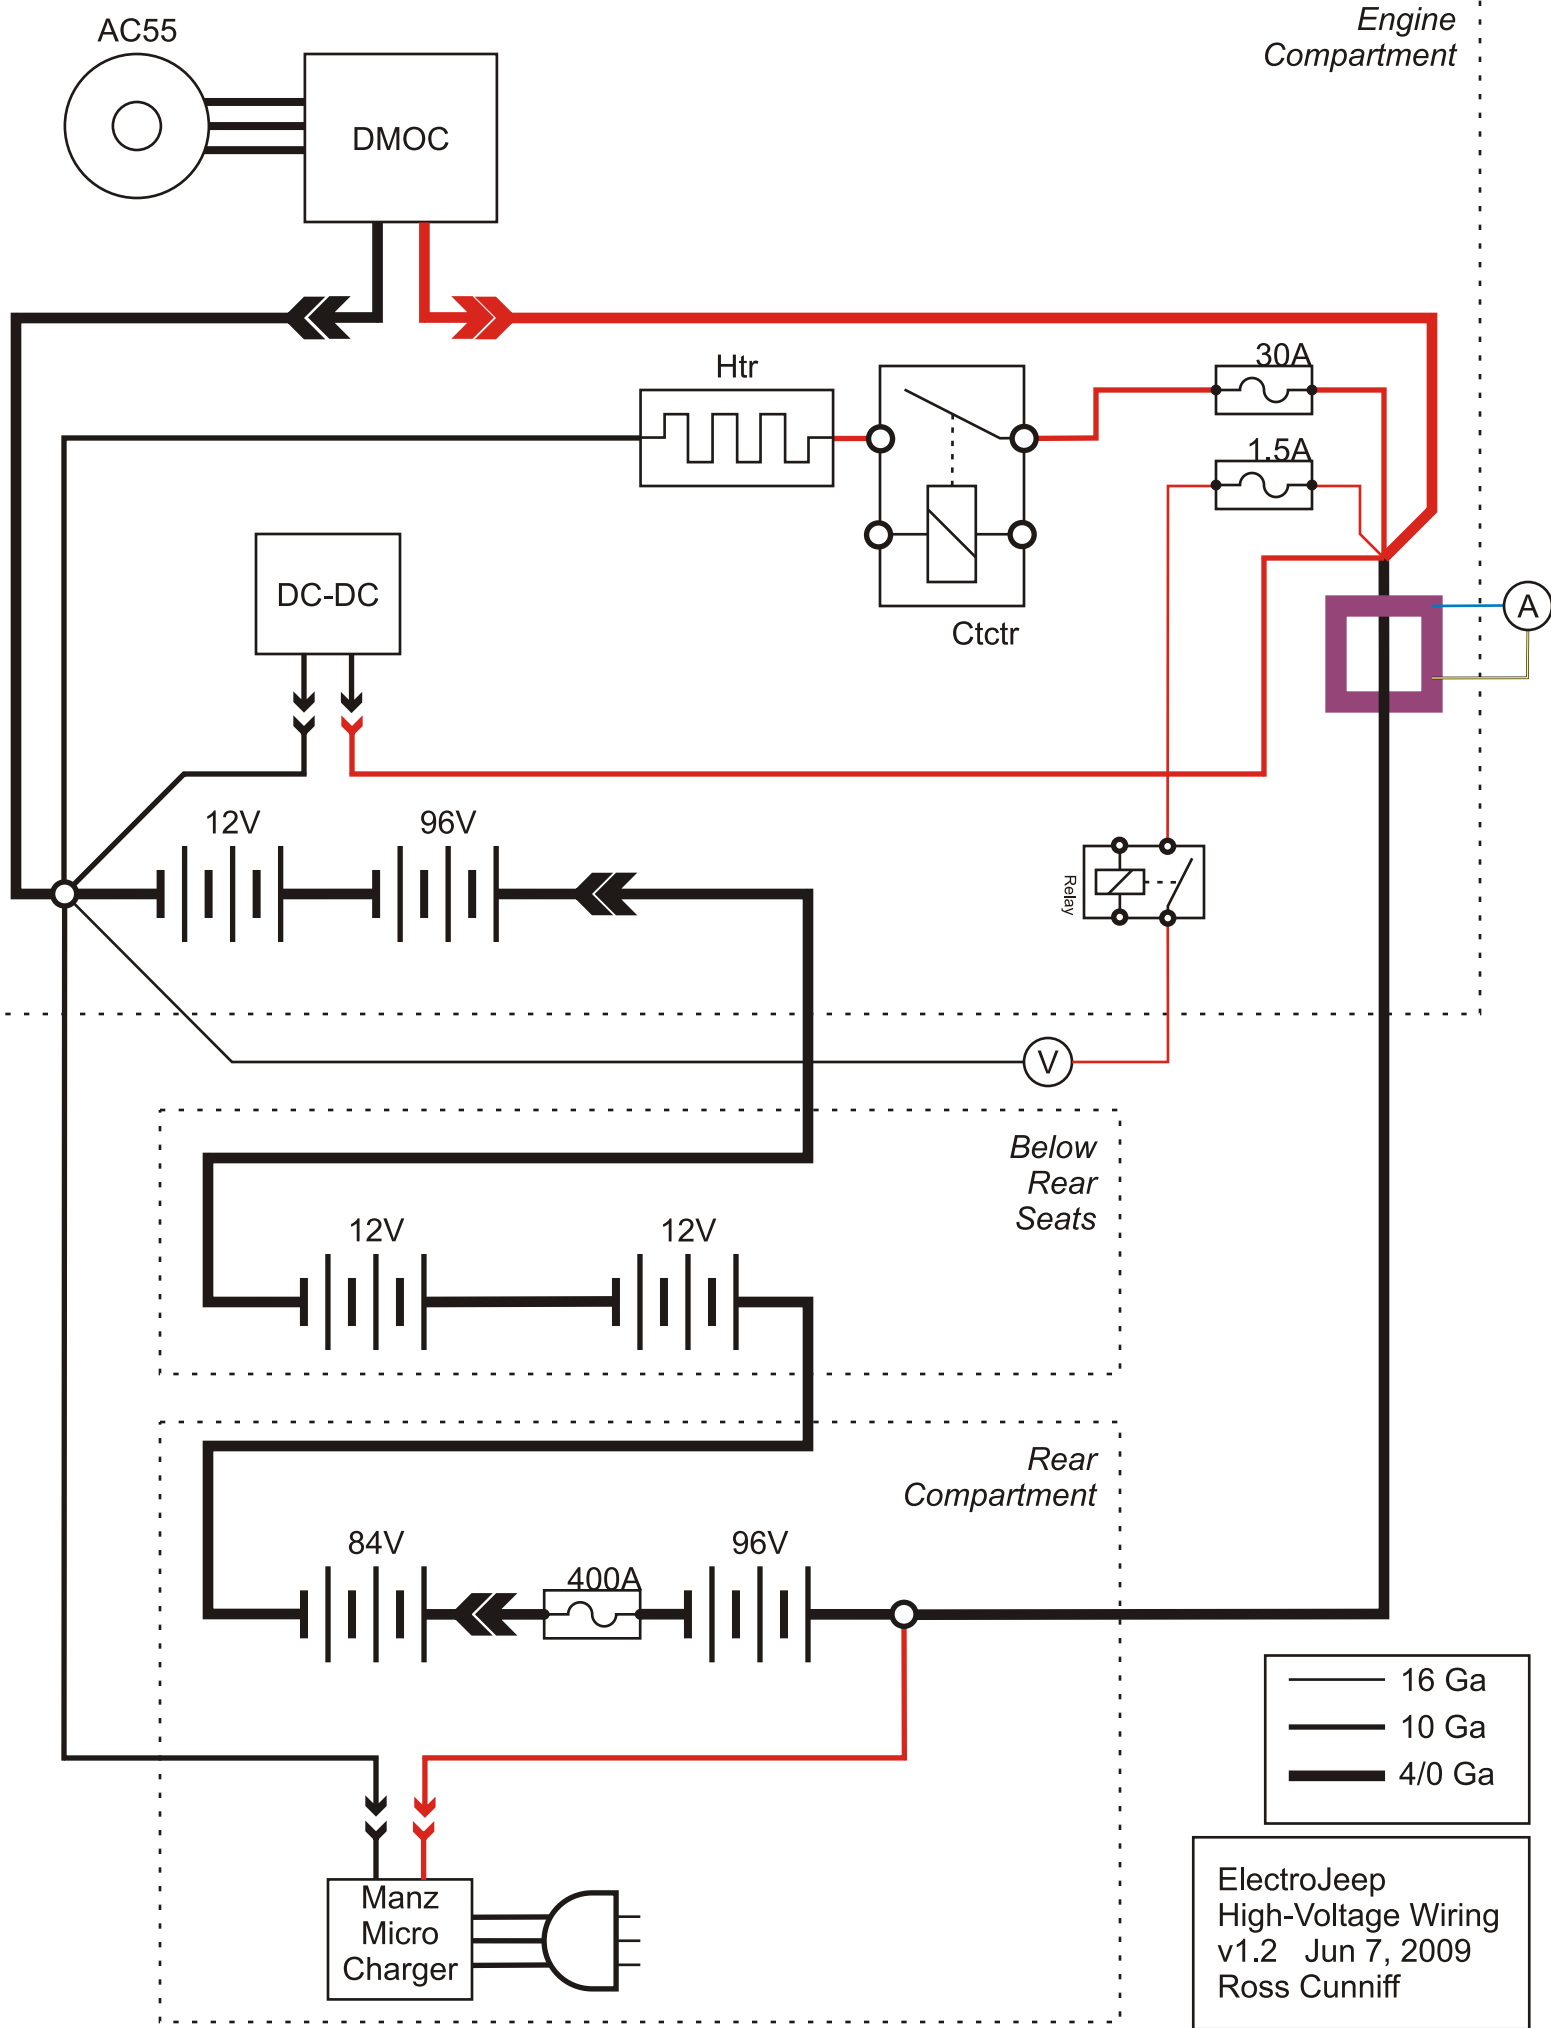 AC55
Engine
Compartment
DMOC
Htr
30A
1.5A
DC-DC
A
Ctctr
12V
96V
Relay
V
Below
Rear
Seats
12V
12V
Rear
Compartment
84V
400A
96V
16 Ga
10 Ga
4/0 Ga
Manz
Micro
Charger
ElectroJeep
High-Voltage Wiring
v1.2 Jun 7, 2009
Ross Cunniff